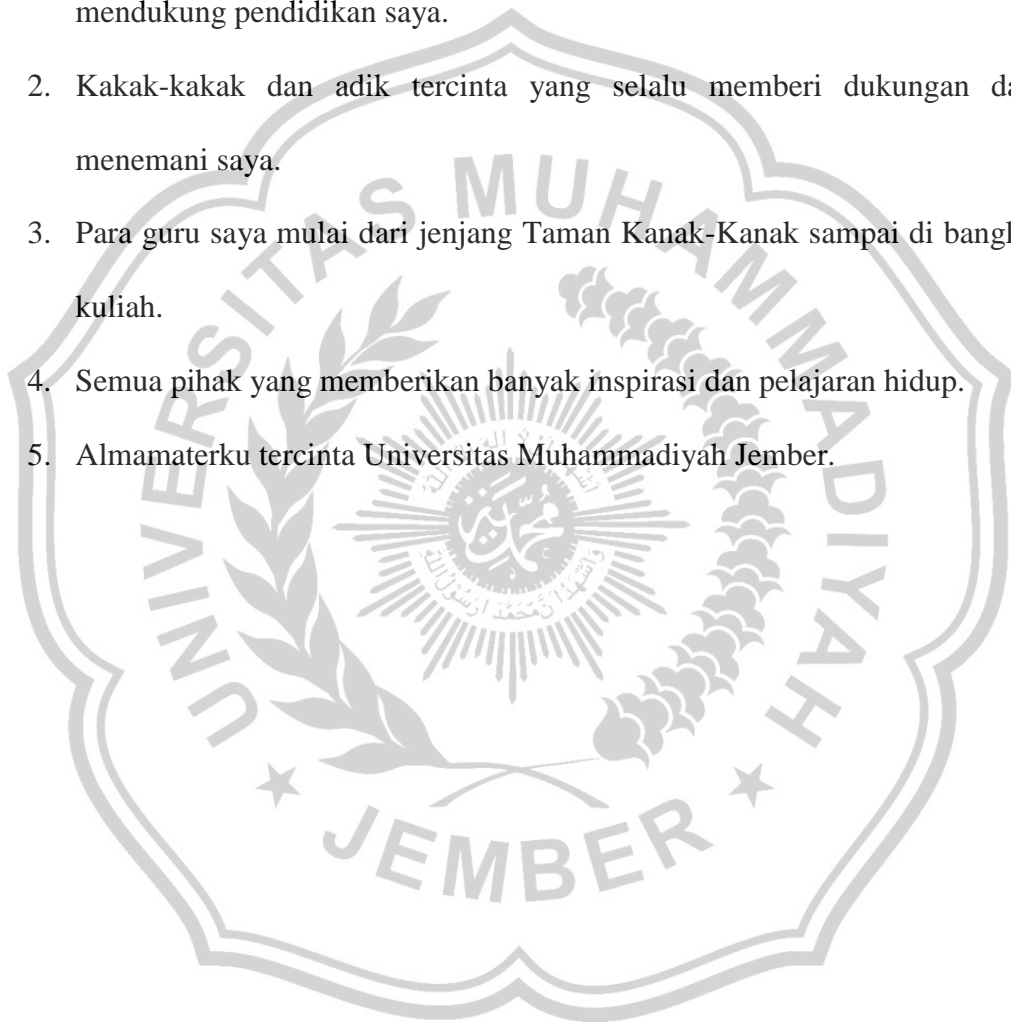 mendukung pendidikan saya.
2. Kakak-kakak dan adik tercinta yang selalu memberi dukungan da
menemani saya.
3. Para guru saya mulai dari jenjang Taman Kanak-Kanak sampai di bangk
kuliah.
4. Semua pihak yang memberikan banyak inspirasi dan pelajaran hidup.
5. Almamaterku tercinta Universitas Muhammadiyah Jember.
UNIVERSITAS MUHAMMADIYAH
JEMBER